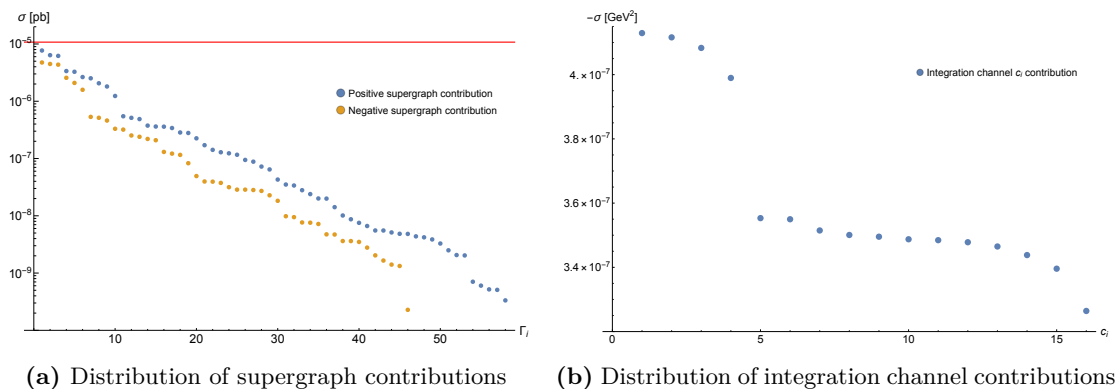 σ [pb]
10⁻⁵
10⁻⁶
10⁻⁷
10⁻⁸
10⁻⁹
Positive supergraph contribution
Negative supergraph contribution
10 20 30 40 50 Γᵢ
(a) Distribution of supergraph contributions
-σ [GeV²]
4. × 10⁻⁷
3.8 × 10⁻⁷
3.6 × 10⁻⁷
3.4 × 10⁻⁷
Integration channel cᵢ contribution
0 5 10 15 cᵢ
(b) Distribution of integration channel contributions